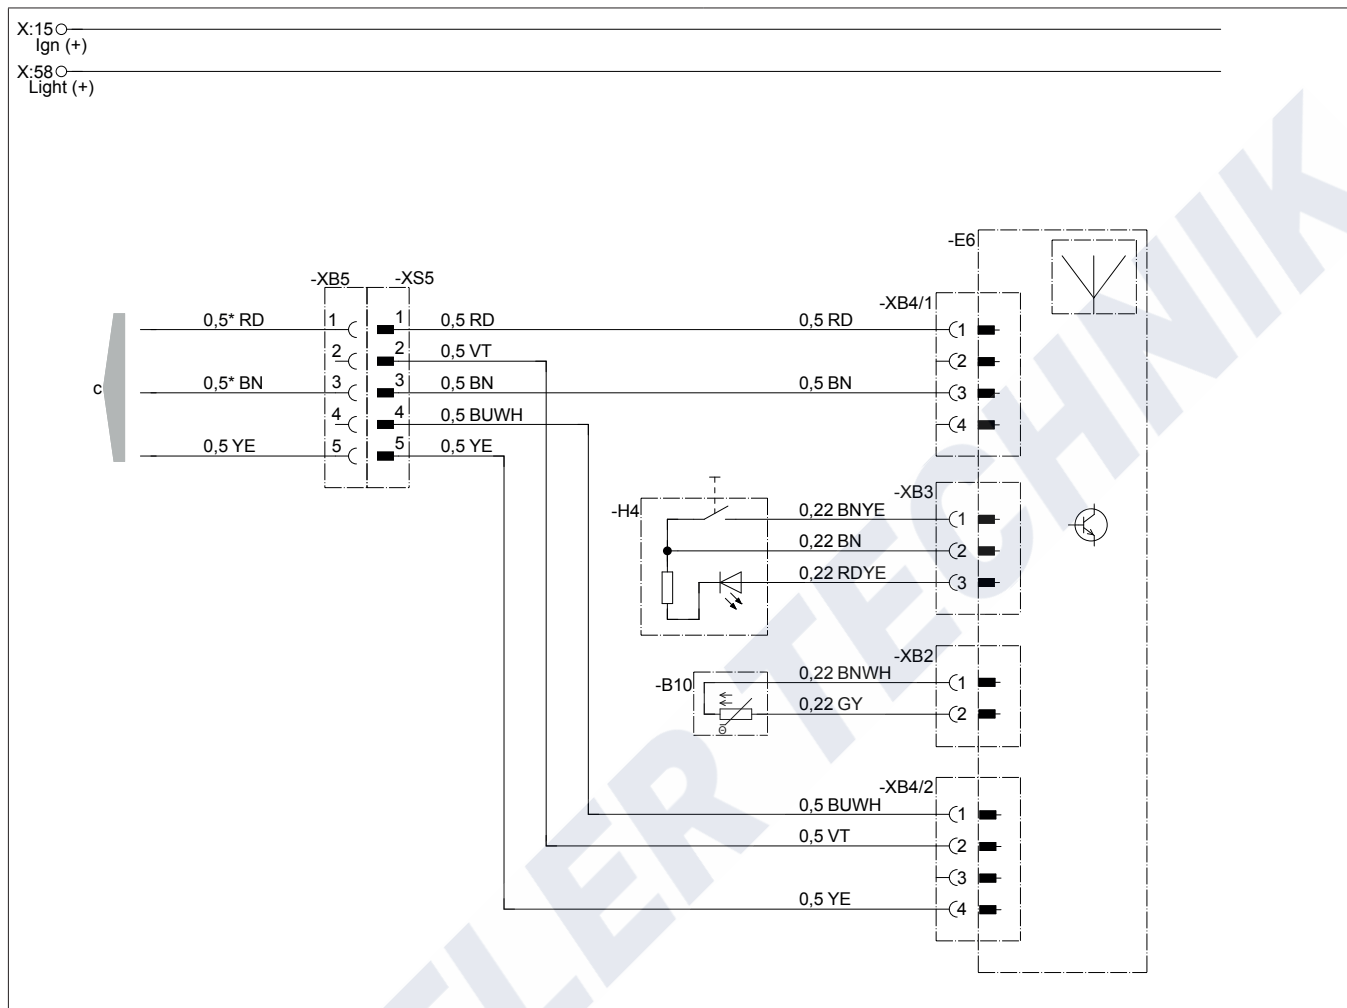 X:15
Ign (+)
X:58
Light (+)
-E6
-XB5 -XS5
-XB4/1
0,5* RD 1 1 0,5 RD 0,5 RD 1
2 2 0,5 VT 2
0,5* BN 3 3 0,5 BN 0,5 BN 3
c
4 4 0,5 BUWH 4
0,5 YE 5 5 0,5 YE
-XB3
-H4 0,22 BNYE 1
0,22 BN 2
0,22 RDYE 3
-XB2
-B10 0,22 BNWH 1
0,22 GY 2
-XB4/2
0,5 BUWH 1
0,5 VT 2
3
0,5 YE 4
ELER TECHNIK